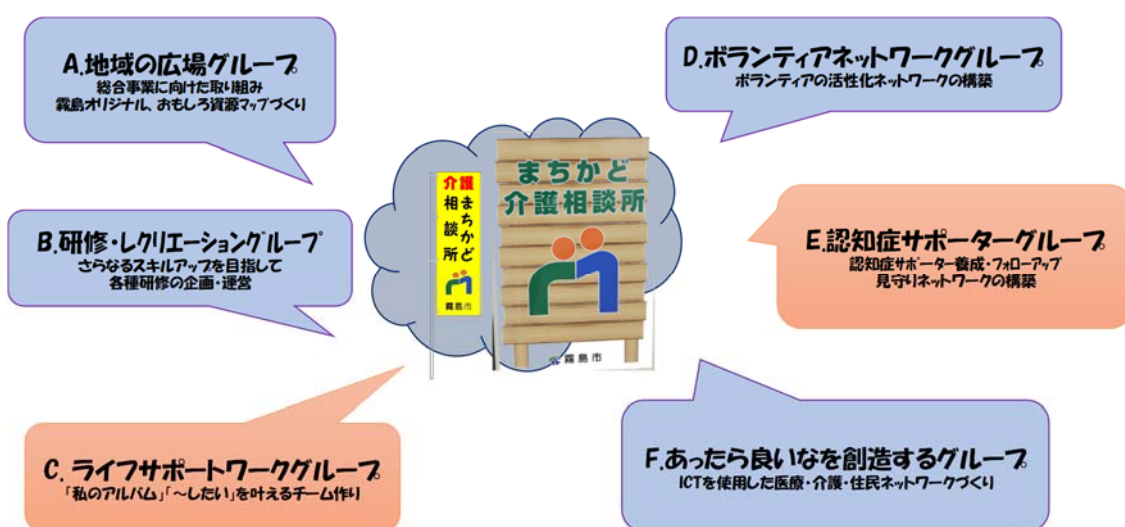 A.地域の広場グループ
総合事業に向けた取り組み
霧島オリジナル、おもしろ資源マップづくり
B.研修・レクリエーショングループ
さらなるスキルアップを目指して
各種研修の企画・運営
C. ライフサポートワークグループ
「私のアルバム」「～したい」を叶えるチーム作り
介護まちかど相談所
霧島市
まちかど
介護相談所
霧島市
D.ボランティアネットワークグループ
ボランティアの活性化ネットワークの構築
E.認知症サポーターグループ
認知症サポーター養成・フォローアップ
見守りネットワークの構築
F.あったら良いなを創造するグループ
ICTを使用した医療・介護・住民ネットワークづくり